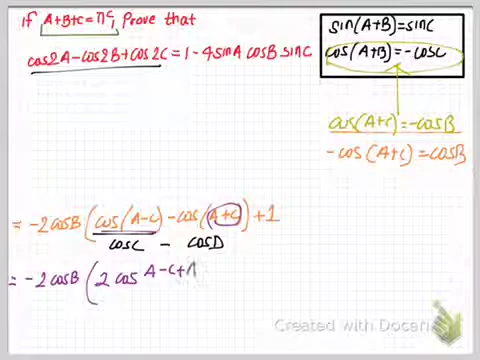 If A+B+C=πᶜ, Prove that
cos2A-cos2B+cos2C=1-4sinA cosB sinC
sin(A+B)=sinC
cos(A+B)=-cosC
cos(A+C)=-cosB
-cos(A+C)=cosB
=-2cosB(cos(A-C)-cos(A+C))+1
cosC - cosD
=-2cosB(2cos A-C+A
Created with Doceri